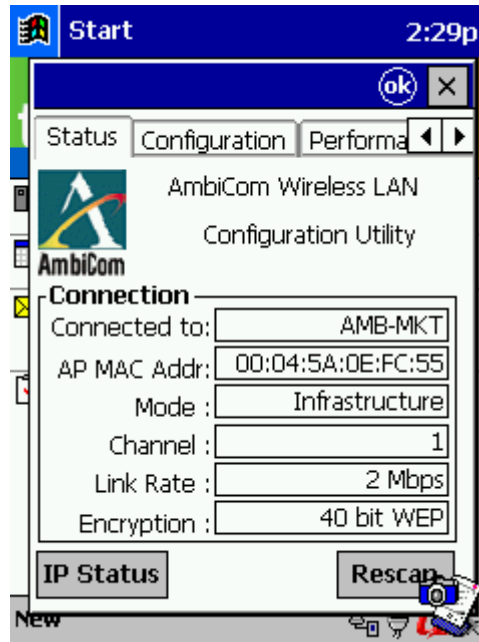 Start 2:29p
ok
Status Configuration Performa
AmbiCom Wireless LAN
Configuration Utility
AmbiCom
Connection
Connected to: AMB-MKT
AP MAC Addr: 00:04:5A:0E:FC:55
Mode : Infrastructure
Channel : 1
Link Rate : 2 Mbps
Encryption : 40 bit WEP
IP Status Rescan
New